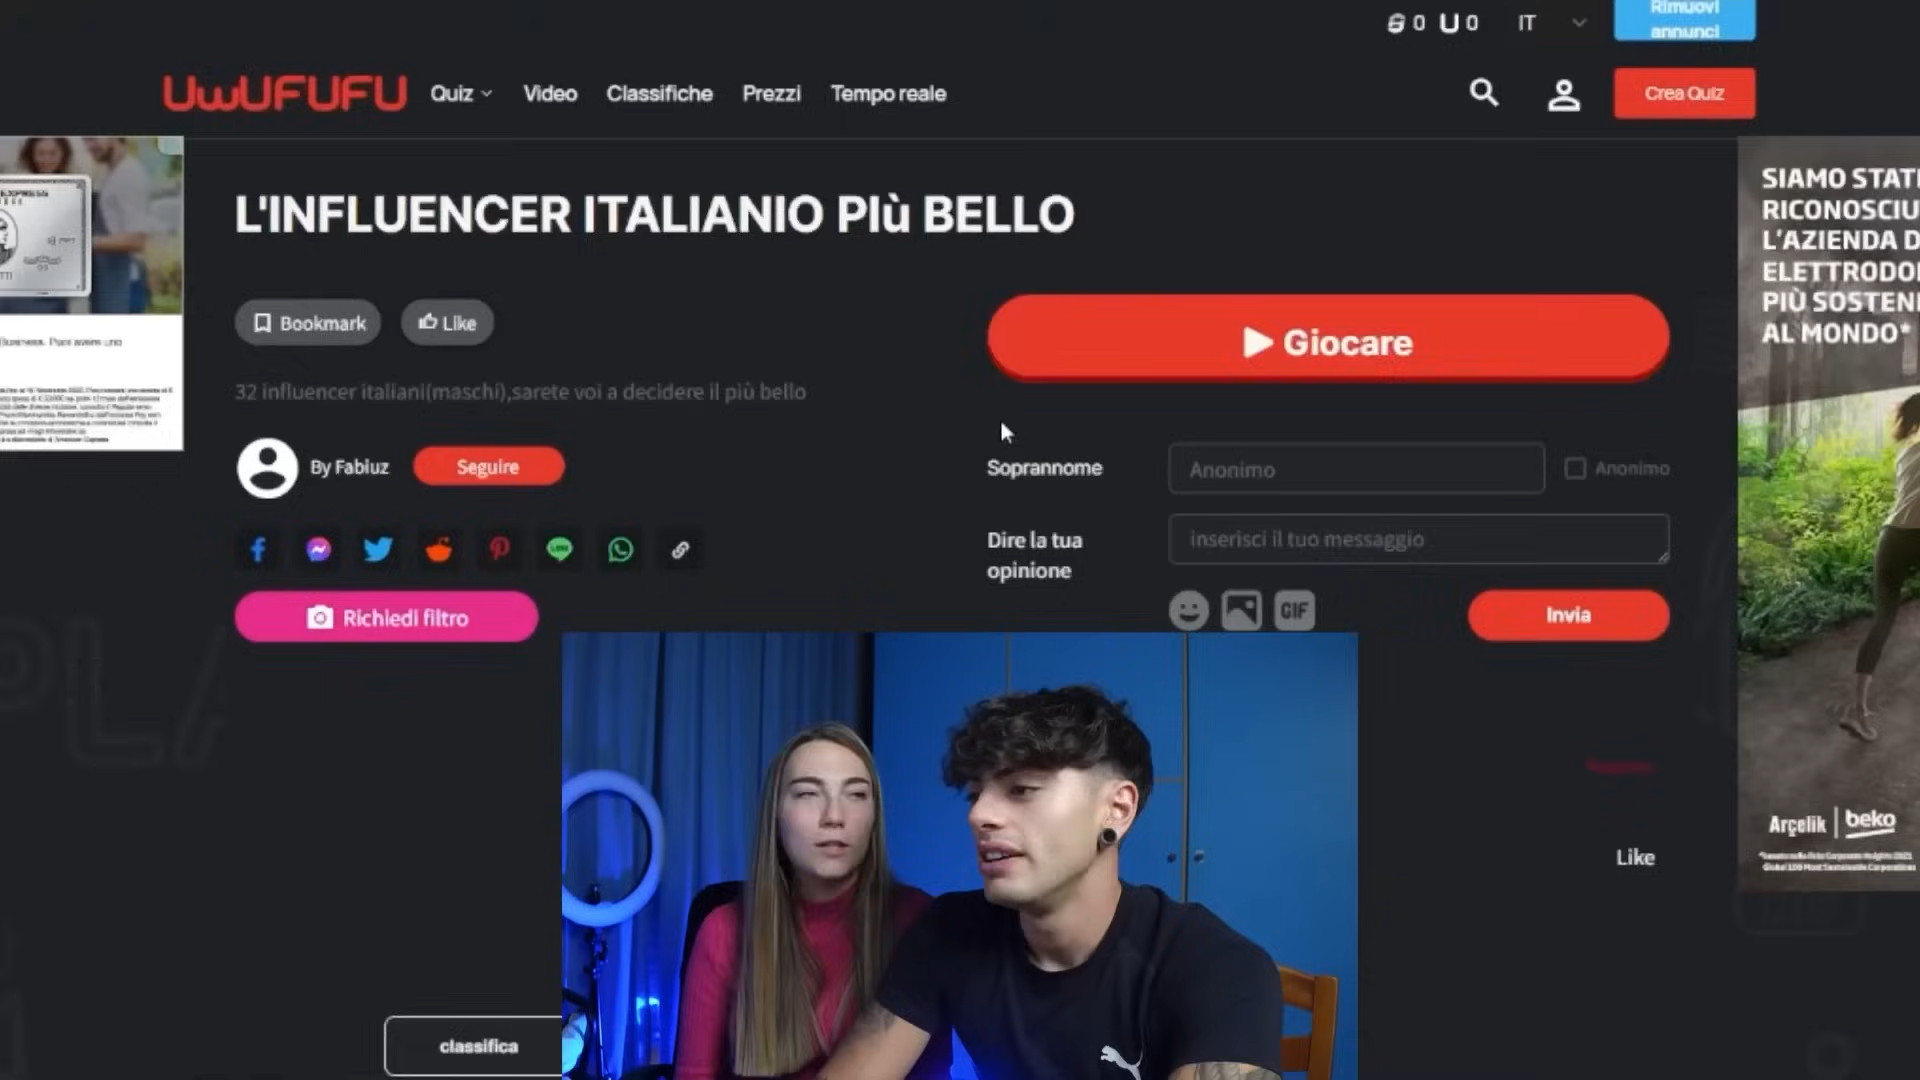 S 0 U 0 IT
Rimuovi
annunci
UwUFUFU Quiz Video Classifiche Prezzi Tempo reale
Crea Quiz
L'INFLUENCER ITALIANIO PIù BELLO
Bookmark
Like
Giocare
32 influencer italiani(maschi),sarete voi a decidere il più bello
By Fabiuz
Seguire
Richiedi filtro
Soprannome
Anonimo
Anonimo
Dire la tua
opinione
inserisci il tuo messaggio
GIF
Invia
Like
classifica
SIAMO STATI
RICONOSCIU
L'AZIENDA D
ELETTRODO
PIÙ SOSTENI
AL MONDO*
Arçelik | beko